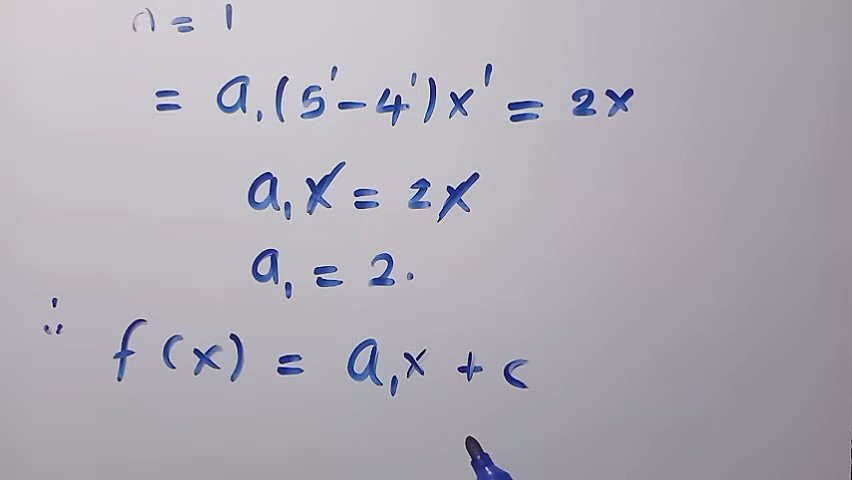 n = 1
= a₁(5¹ - 4¹)x¹ = 2x
a₁x = 2x
a₁ = 2.
∴ f(x) = a₁x + c